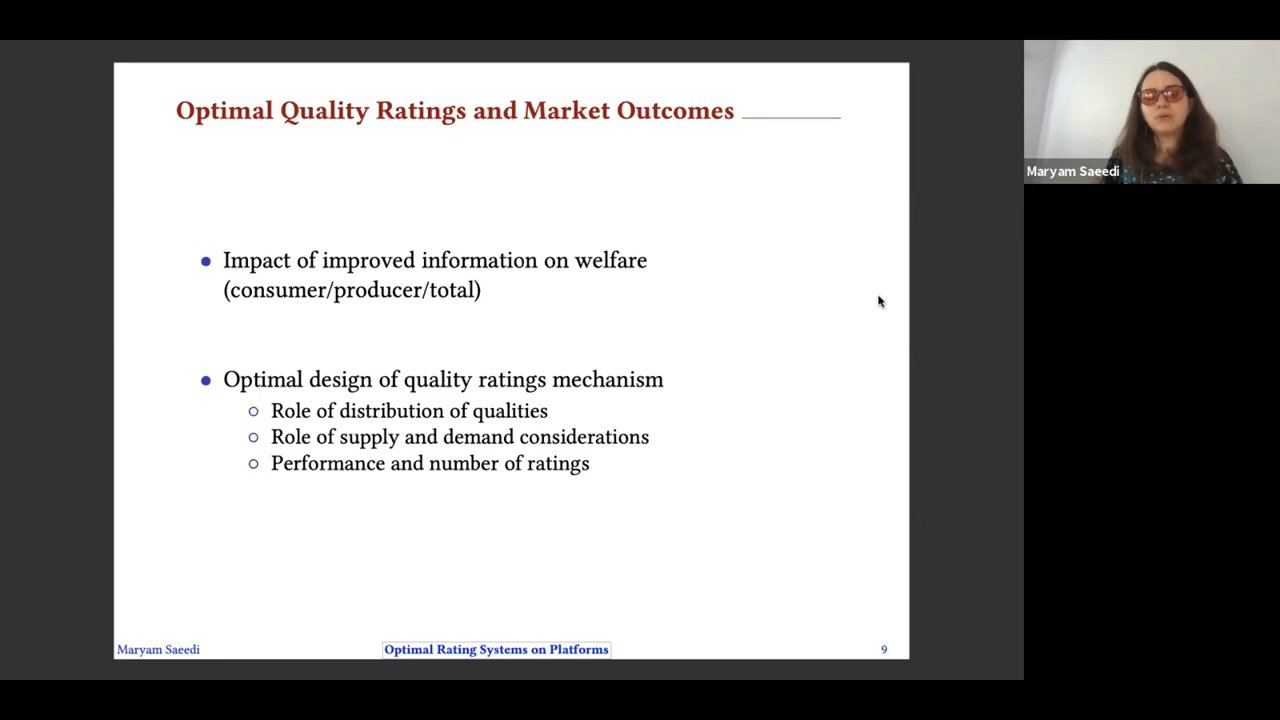 Optimal Quality Ratings and Market Outcomes
Impact of improved information on welfare
(consumer/producer/total)
Optimal design of quality ratings mechanism
Role of distribution of qualities
Role of supply and demand considerations
Performance and number of ratings
Maryam Saeedi
Optimal Rating Systems on Platforms
9
Maryam Saeedi